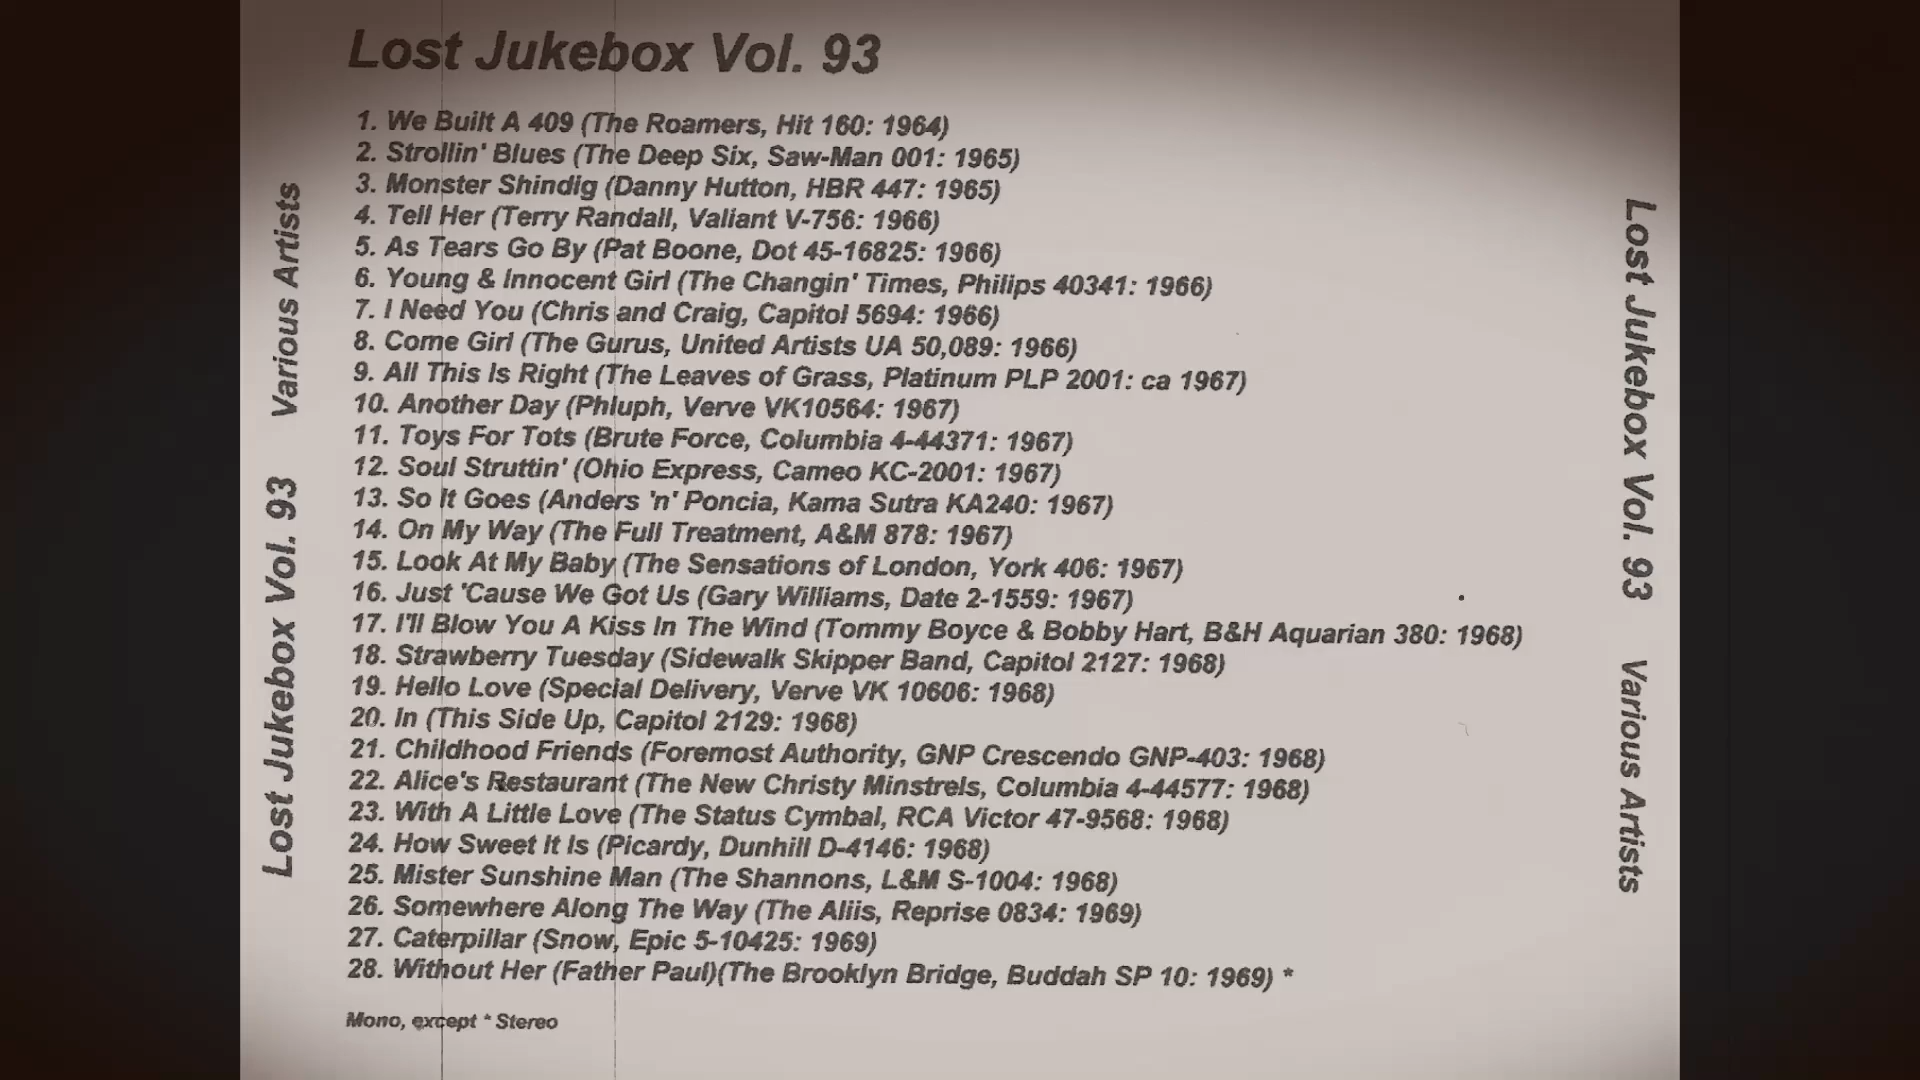 Lost Jukebox Vol. 93
1. We Built A 409 (The Roamers, Hit 160: 1964)
2. Strollin' Blues (The Deep Six, Saw-Man 001: 1965)
3. Monster Shindig (Danny Hutton, HBR 447: 1965)
4. Tell Her (Terry Randall, Valiant V-756: 1966)
5. As Tears Go By (Pat Boone, Dot 45-16825: 1966)
6. Young & Innocent Girl (The Changin' Times, Philips 40341: 1966)
7. I Need You (Chris and Craig, Capitol 5694: 1966)
8. Come Girl (The Gurus, United Artists UA 50,089: 1966)
9. All This Is Right (The Leaves of Grass, Platinum PLP 2001: ca 1967)
10. Another Day (Phluph, Verve VK10564: 1967)
11. Toys For Tots (Brute Force, Columbia 4-44371: 1967)
12. Soul Struttin' (Ohio Express, Cameo KC-2001: 1967)
13. So It Goes (Anders 'n' Poncia, Kama Sutra KA240: 1967)
14. On My Way (The Full Treatment, A&M 878: 1967)
15. Look At My Baby (The Sensations of London, York 406: 1967)
16. Just 'Cause We Got Us (Gary Williams, Date 2-1559: 1967)
17. I'll Blow You A Kiss In The Wind (Tommy Boyce & Bobby Hart, B&H Aquarian 380: 1968)
18. Strawberry Tuesday (Sidewalk Skipper Band, Capitol 2127: 1968)
19. Hello Love (Special Delivery, Verve VK 10606: 1968)
20. In (This Side Up, Capitol 2129: 1968)
21. Childhood Friends (Foremost Authority, GNP Crescendo GNP-403: 1968)
22. Alice's Restaurant (The New Christy Minstrels, Columbia 4-44577: 1968)
23. With A Little Love (The Status Cymbal, RCA Victor 47-9568: 1968)
24. How Sweet It Is (Picardy, Dunhill D-4146: 1968)
25. Mister Sunshine Man (The Shannons, L&M S-1004: 1968)
26. Somewhere Along The Way (The Aliis, Reprise 0834: 1969)
27. Caterpillar (Snow, Epic 5-10425: 1969)
28. Without Her (Father Paul)(The Brooklyn Bridge, Buddah SP 10: 1969) *
Mono, except * Stereo
Lost Jukebox Vol. 93 Various Artists
Lost Jukebox Vol. 93 Various Artists